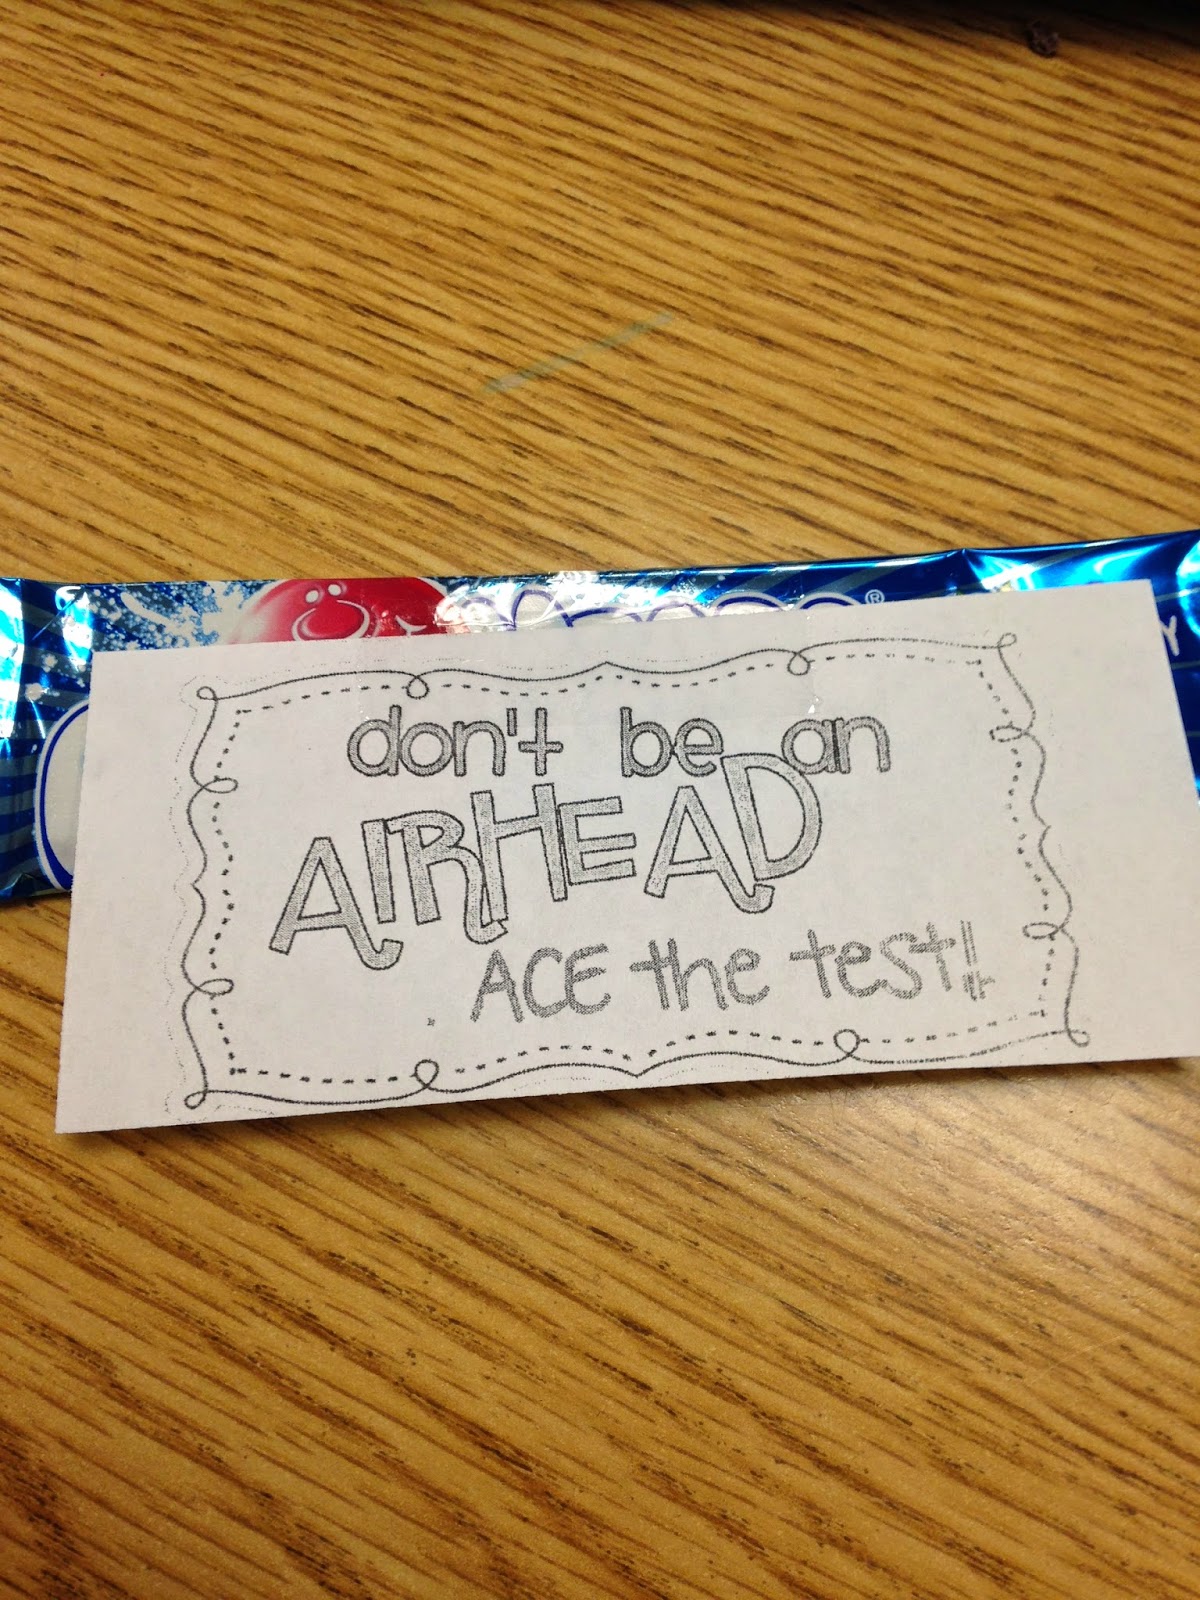 don't be an
AIRHEAD
ACE the test!!
®
Y